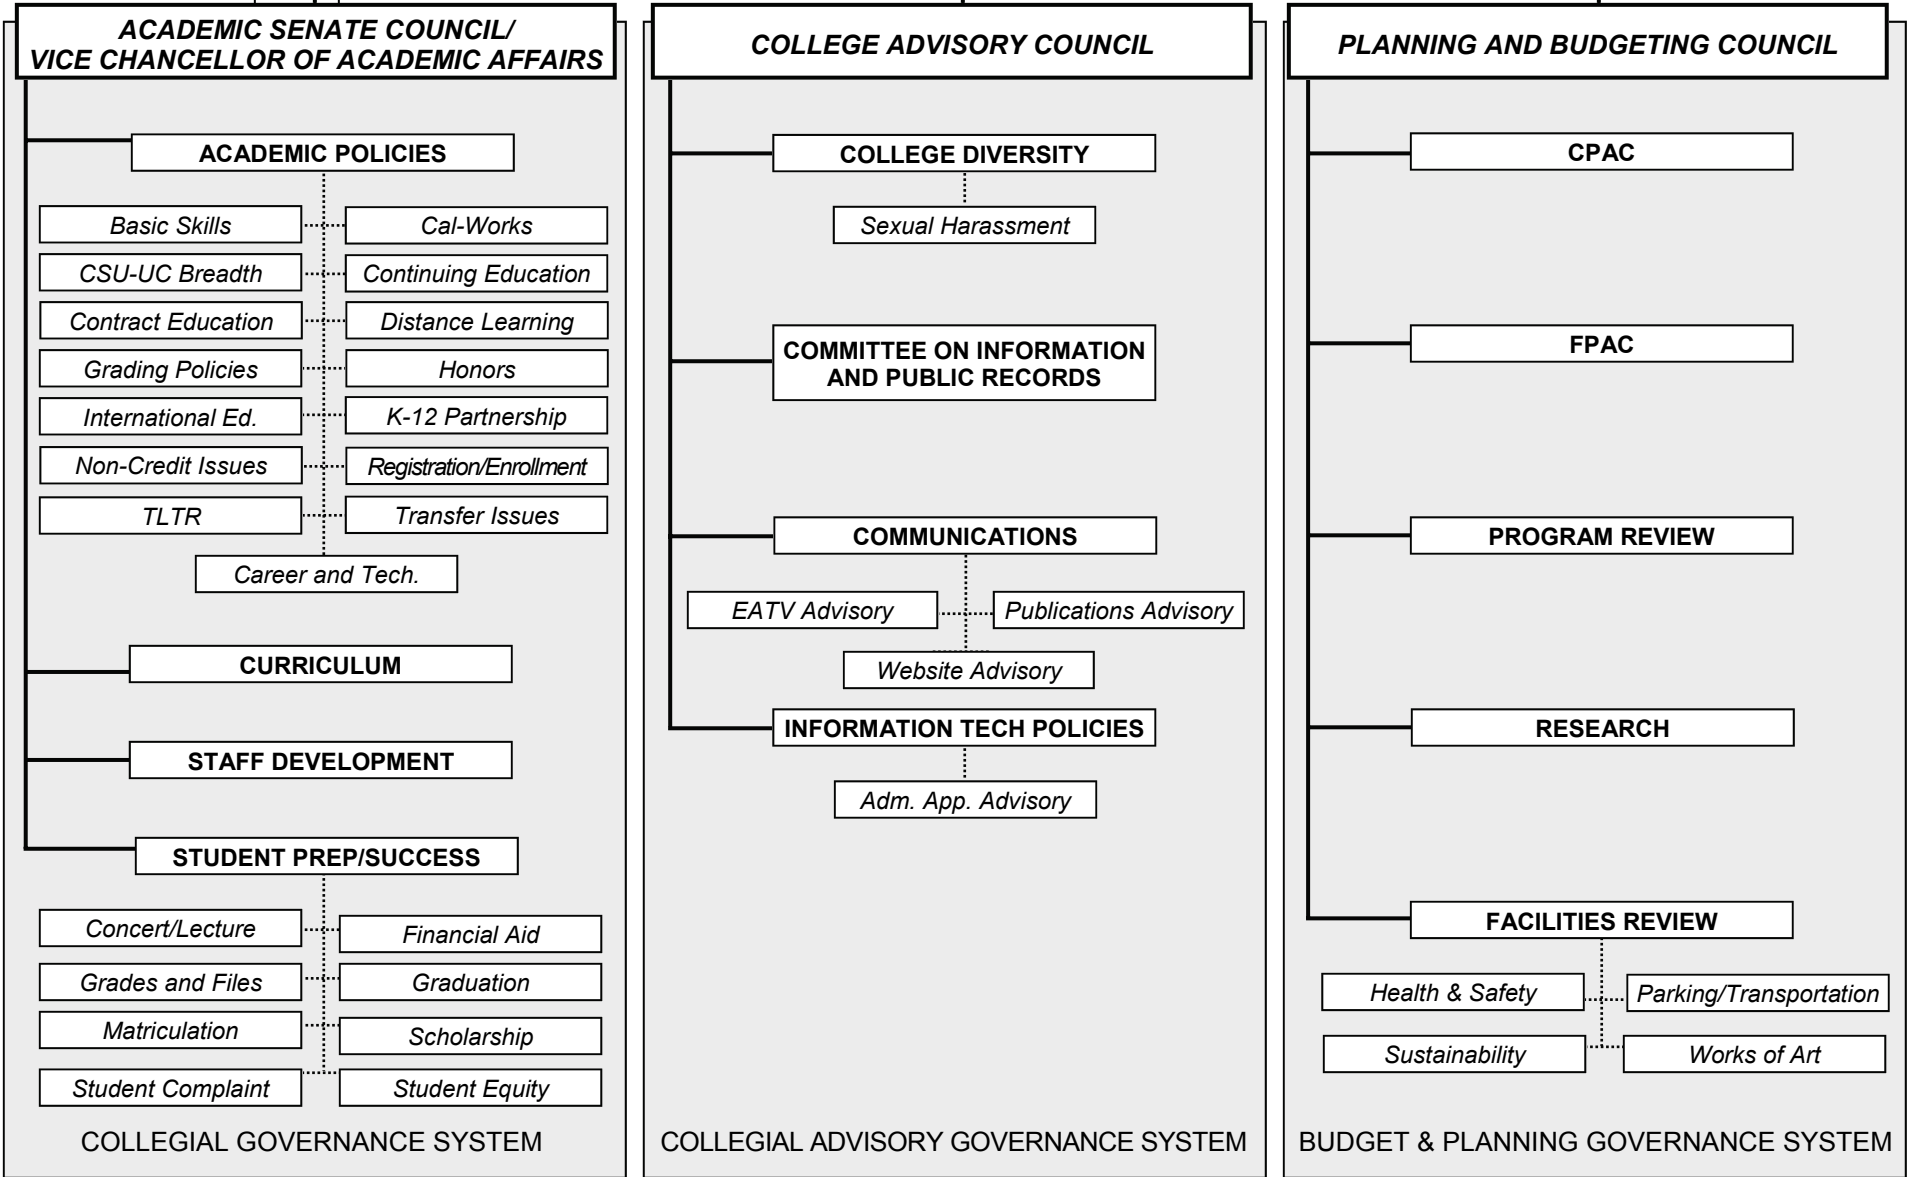 ACADEMIC SENATE COUNCIL/
VICE CHANCELLOR OF ACADEMIC AFFAIRS
ACADEMIC POLICIES
Basic Skills
Cal-Works
CSU-UC Breadth
Continuing Education
Contract Education
Distance Learning
Grading Policies
Honors
International Ed.
K-12 Partnership
Non-Credit Issues
Registration/Enrollment
TLTR
Transfer Issues
Career and Tech.
CURRICULUM
STAFF DEVELOPMENT
STUDENT PREP/SUCCESS
Concert/Lecture
Financial Aid
Grades and Files
Graduation
Matriculation
Scholarship
Student Complaint
Student Equity
COLLEGIAL GOVERNANCE SYSTEM
COLLEGE ADVISORY COUNCIL
COLLEGE DIVERSITY
Sexual Harassment
COMMITTEE ON INFORMATION
AND PUBLIC RECORDS
COMMUNICATIONS
EATV Advisory
Publications Advisory
Website Advisory
INFORMATION TECH POLICIES
Adm. App. Advisory
COLLEGIAL ADVISORY GOVERNANCE SYSTEM
PLANNING AND BUDGETING COUNCIL
CPAC
FPAC
PROGRAM REVIEW
RESEARCH
FACILITIES REVIEW
Health & Safety
Parking/Transportation
Sustainability
Works of Art
BUDGET & PLANNING GOVERNANCE SYSTEM